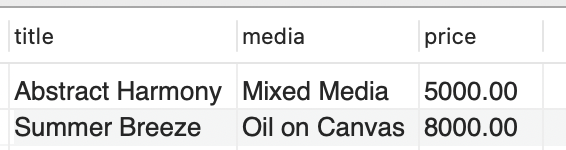 title media price
Abstract Harmony Mixed Media 5000.00
Summer Breeze Oil on Canvas 8000.00